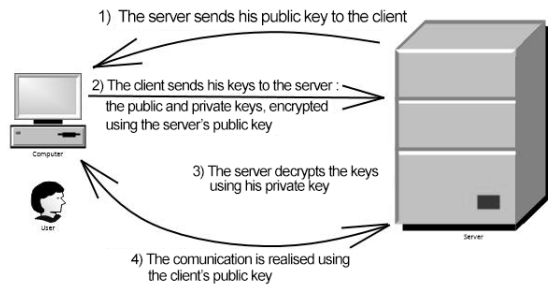 1) The server sends his public key to the client
2) The client sends his keys to the server :
the public and private keys, encrypted
using the server's public key
Computer
3) The server decrypts the keys
using his private key
User
Server
4) The comunication is realised using
the client's public key